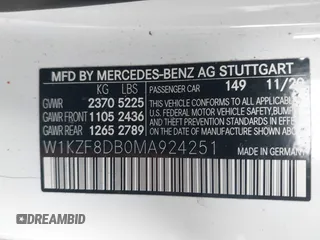 MFD BY MERCEDES-BENZ AG STUTTGART
KG LBS PASSENGER CAR 149 11/20
GVWR 2370 5225
GAWR FRONT 1105 2436
GAWR REAR 1265 2789
THIS VEHICLE CONFORMS TO ALL APPLICABLE
U.S. FEDERAL MOTOR VEHICLE SAFETY, BUMPER,
AND THEFT PREVENTION STANDARDS IN EFFECT
ON THE DATE OF MANUFACTURE SHOWN ABOVE.
W1KZF8DB0MA924251 MADE IN GERMANY
©DREAMBID